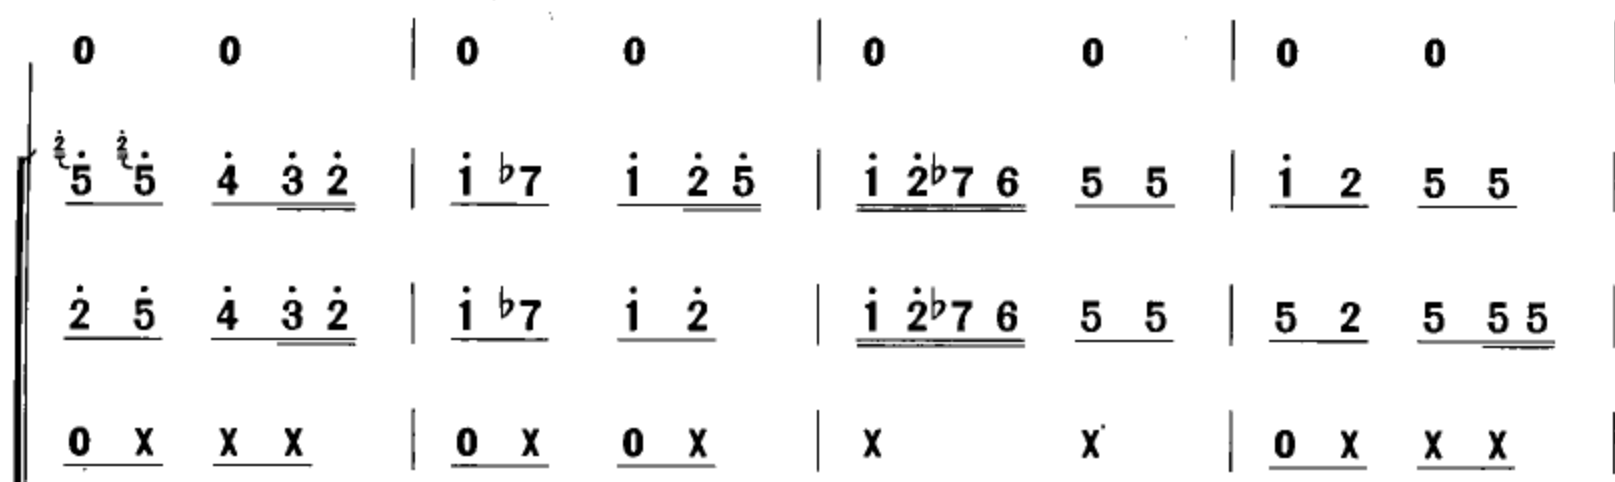 0 0 | 0 0 | 0 0 | 0 0 |
2̇5̇ 2̇5̇ 4̇ 3̇ 2̇ | 1̇ ♭7 1̇ 2̇ 5̇ | 1̇ 2̇ ♭7 6 5 5 | 1̇ 2 5 5 |
2̇ 5̇ 4̇ 3̇ 2̇ | 1̇ ♭7 1̇ 2̇ | 1̇ 2̇ ♭7 6 5 5 | 5 2 5 5 5 |
0 X X X | 0 X 0 X | X X | 0 X X X |